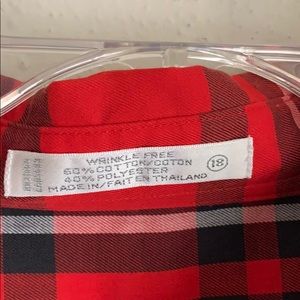 WRINKLE FREE
60% COTTON/COTON
40% POLYESTER
MADE IN/FAIT EN THAILAND
18